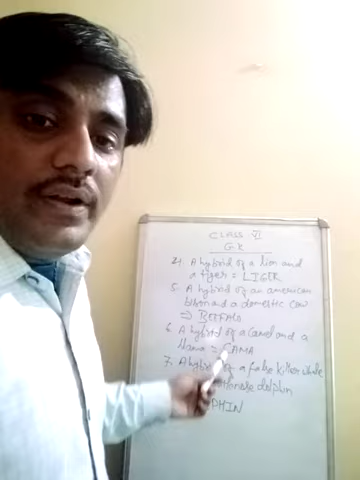 CLASS-VI
G.K
4. A hybrid of a lion and
a tiger = LIGER
5. A hybrid of an american
bison and a domestic cow
⇒ BEEFALO
6. A hybrid of a camel and a
llama = CAMA
7. A hybrid of a false killer whale
dolphin
PHIN